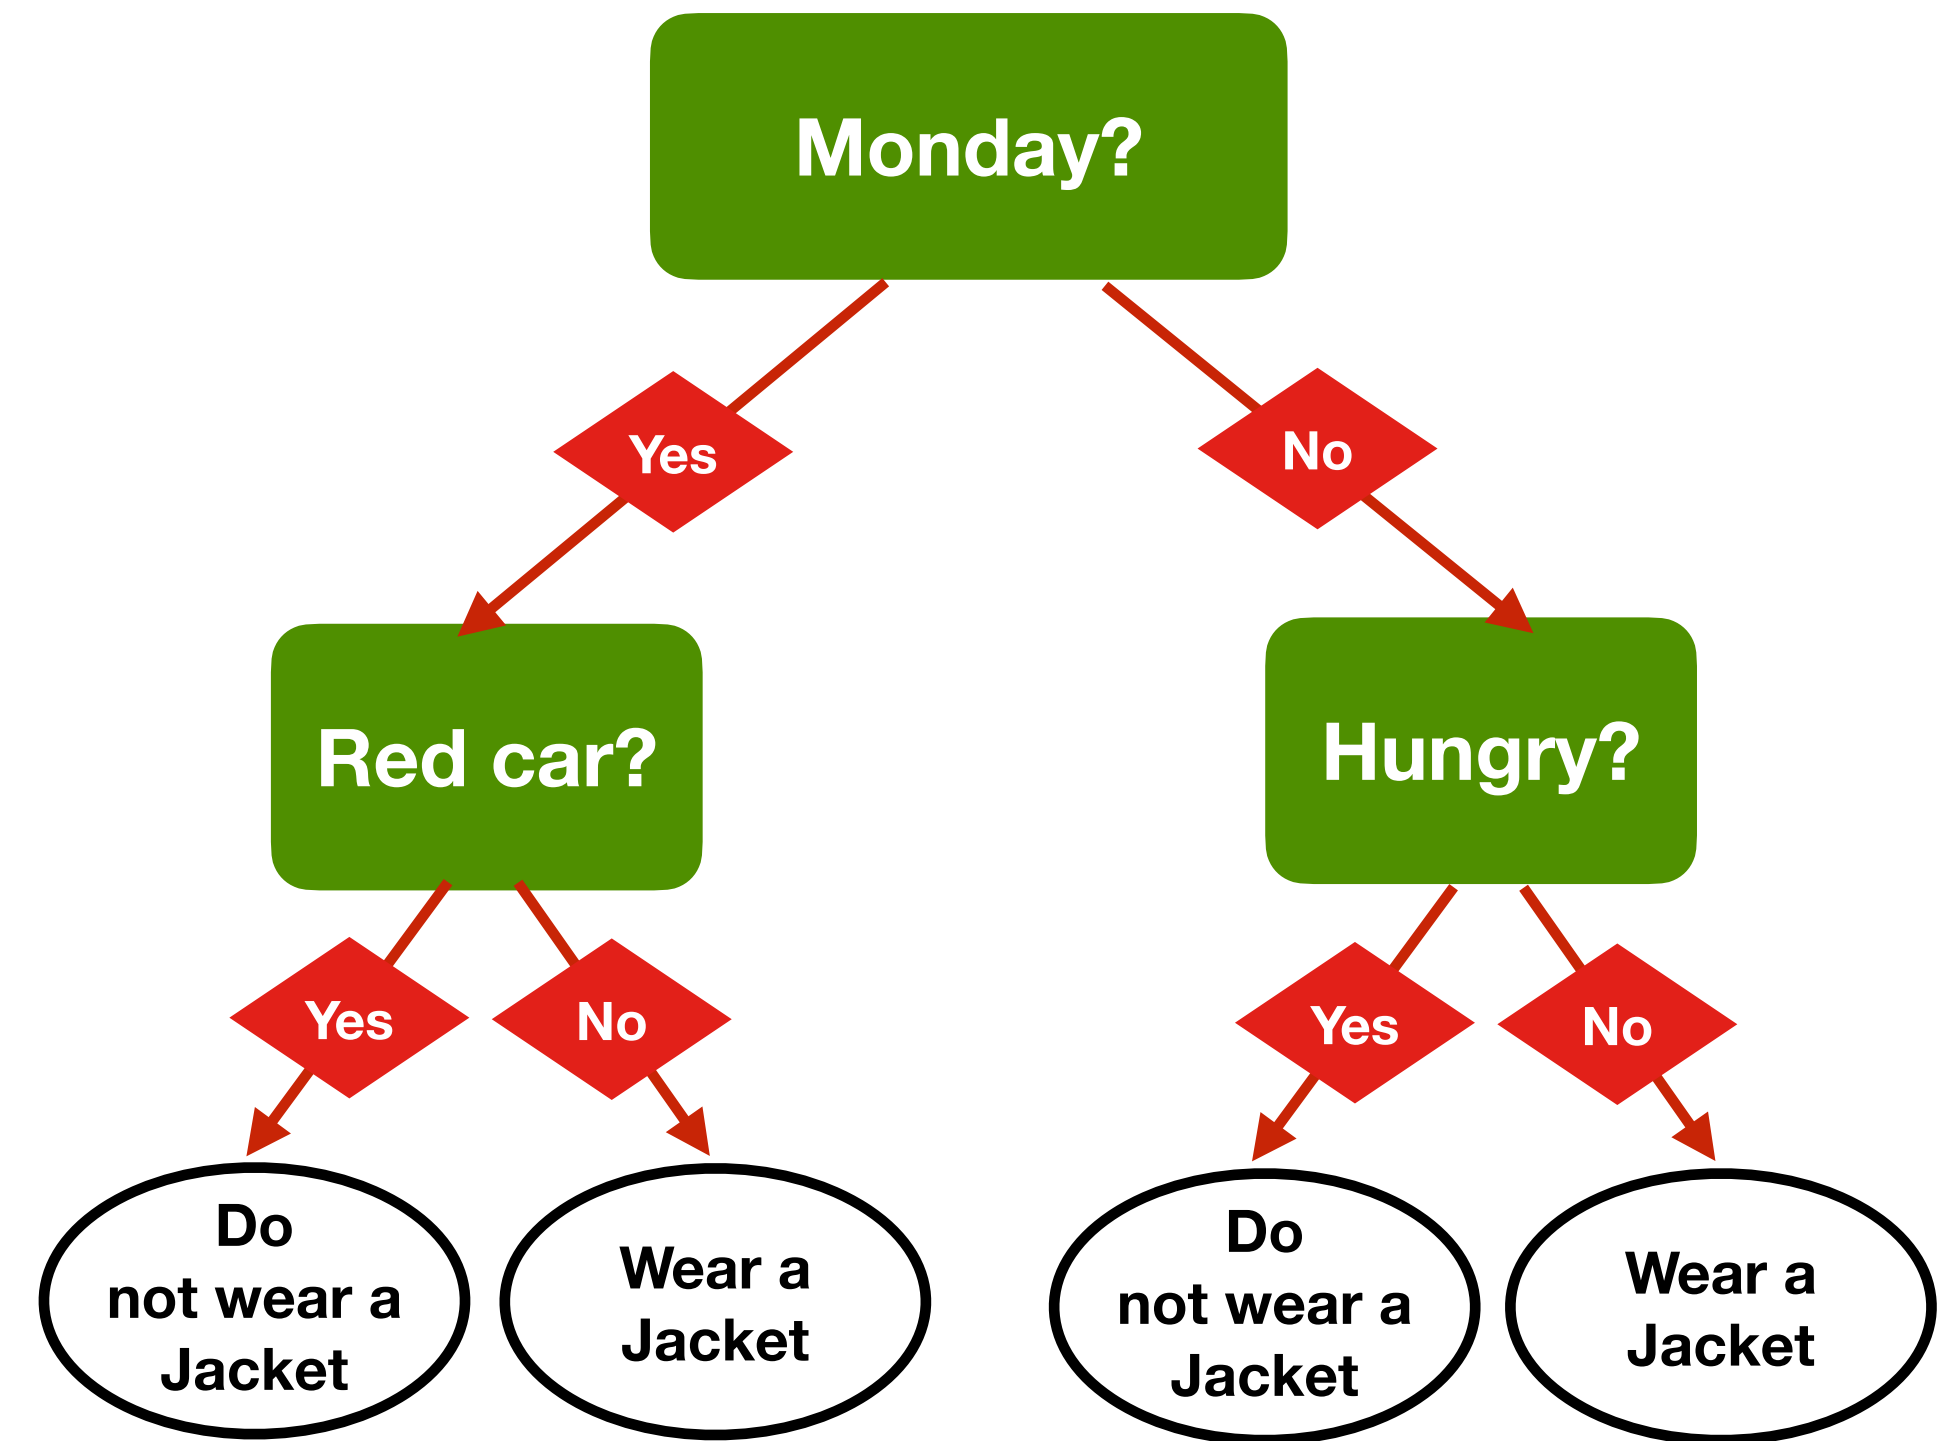 Monday?
Yes
No
Red car?
Hungry?
Yes
No
Yes
No
Do
not wear a
Jacket
Wear a
Jacket
Do
not wear a
Jacket
Wear a
Jacket